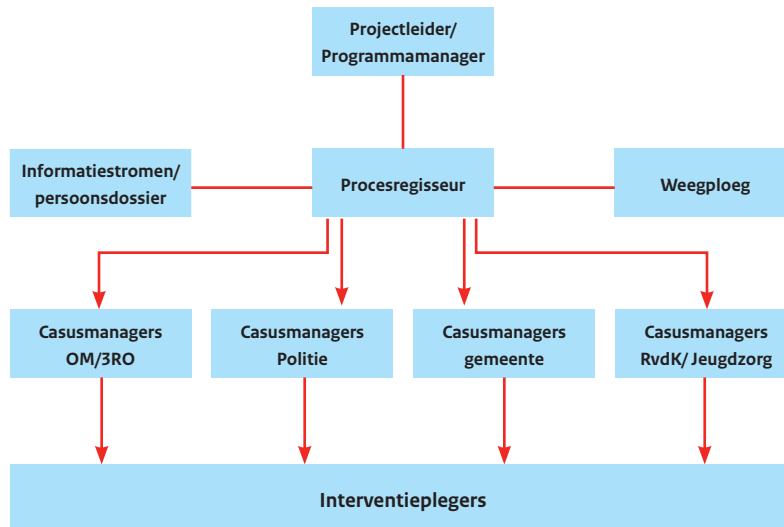 Projectleider/
Programmamanager
Informatiestromen/
persoonsdossier
Procesregisseur
Weegploeg
Casusmanagers
OM/3RO
Casusmanagers
Politie
Casusmanagers
gemeente
Casusmanagers
RvdK/ Jeugdzorg
Interventieplegers